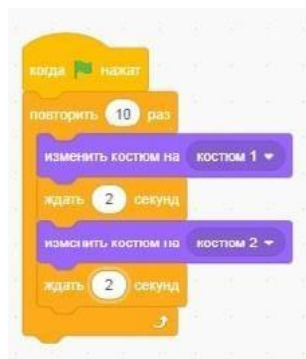 когда нажат
повторить 10 раз
изменить костюм на костюм 1
ждать 2 секунд
изменить костюм на костюм 2
ждать 2 секунд